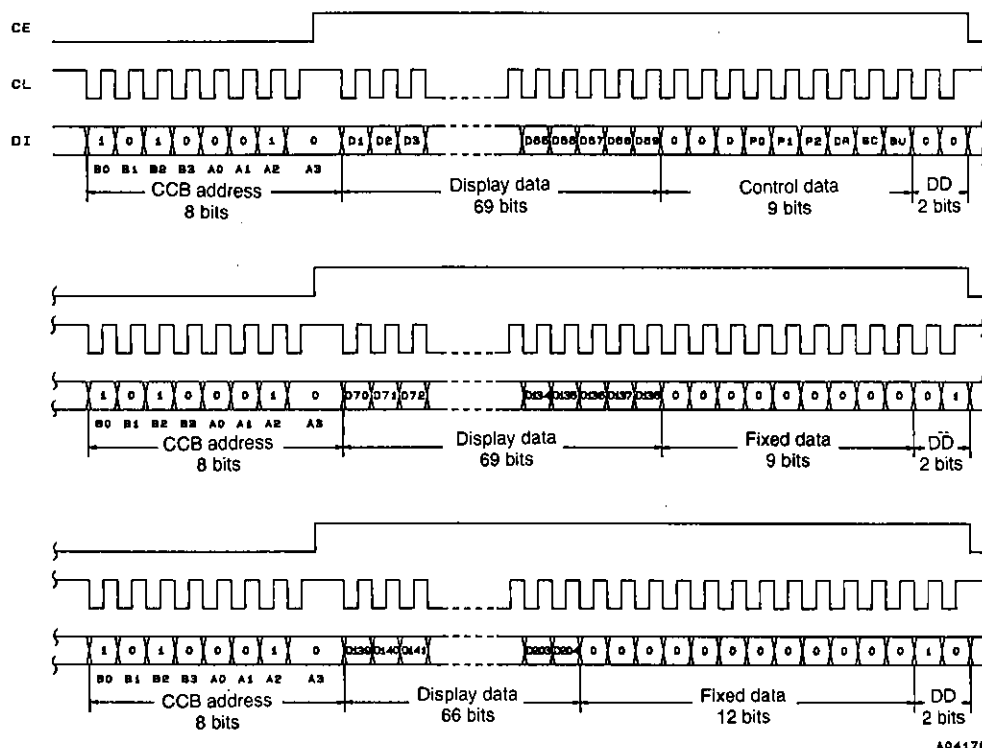 CE
CL
DI
1 0 1 0 0 0 1 0 D1 D2 D3 D67 D68 D69 0 0 0 P0 P1 P2 DR SC BU 0 0
B0 B1 B2 B3 A0 A1 A2 A3
CCB address Display data Control data DD
8 bits 69 bits 9 bits 2 bits
1 0 1 0 0 0 1 0 D70 D71 D72 D134 D135 D136 D137 D138 0 0 0 0 0 0 0 0 0 0 1
B0 B1 B2 B3 A0 A1 A2 A3
CCB address Display data Fixed data DD
8 bits 69 bits 9 bits 2 bits
1 0 1 0 0 0 1 0 D139 D140 D141 D203 D204 0 0 0 0 0 0 0 0 0 0 0 0 1 0
B0 B1 B2 B3 A0 A1 A2 A3
CCB address Display data Fixed data DD
8 bits 66 bits 12 bits 2 bits